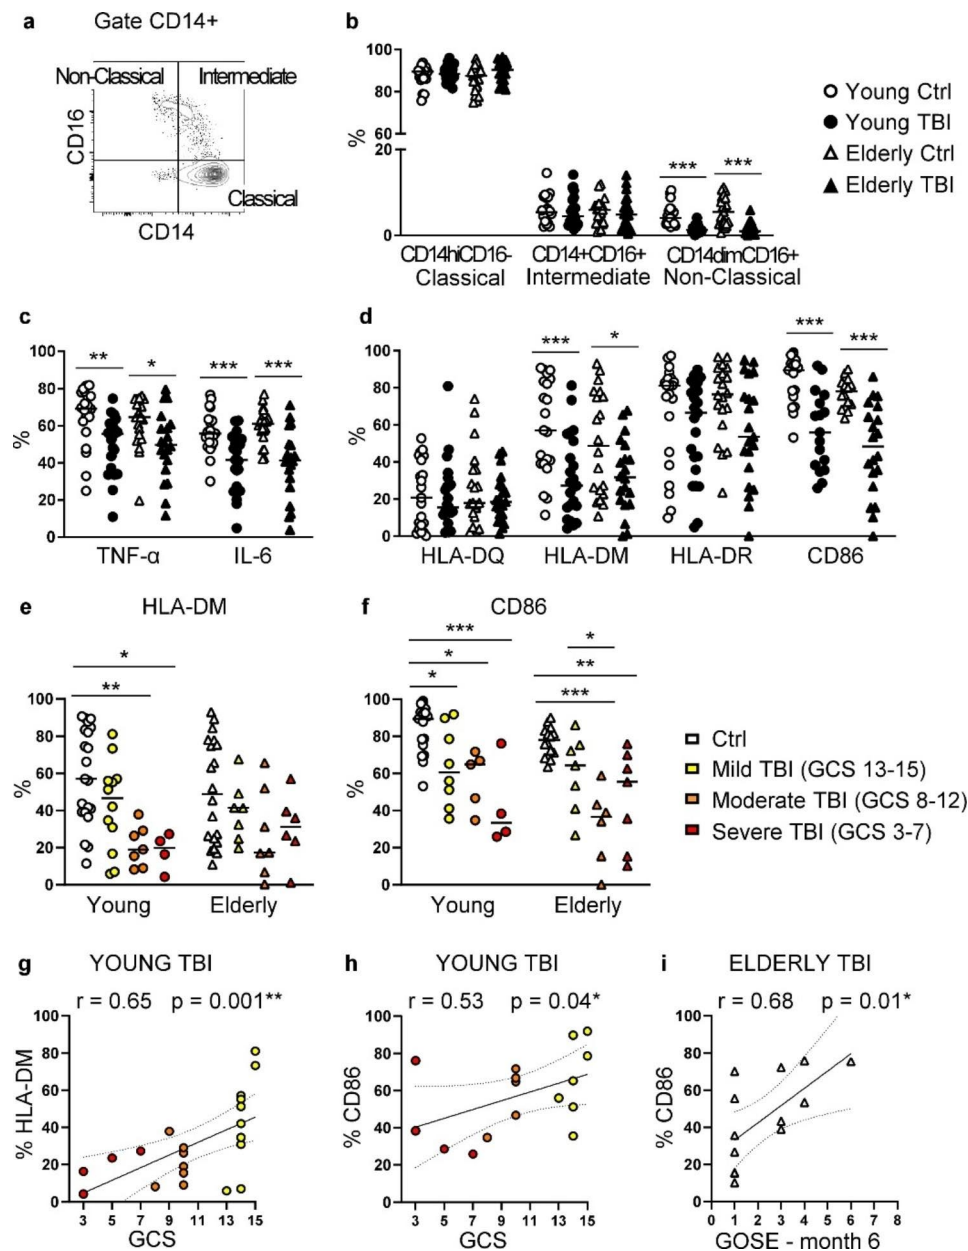 a Gate CD14+
Non-Classical Intermediate
CD16
Classical
CD14
b
100
80
60
20
0
%
*** ***
CD14hiCD16- CD14+CD16+ CD14dimCD16+
Classical Intermediate Non-Classical
Young Ctrl
Young TBI
Elderly Ctrl
Elderly TBI
c
100
80
60
40
20
0
%
** * *** ***
TNF-α IL-6
d
100
80
60
40
20
0
%
*** * *** ***
HLA-DQ HLA-DM HLA-DR CD86
e HLA-DM
*
**
100
80
60
40
20
0
%
Young Elderly
f CD86
***
*
*
*
**
***
100
80
60
40
20
0
%
Young Elderly
Ctrl
Mild TBI (GCS 13-15)
Moderate TBI (GCS 8-12)
Severe TBI (GCS 3-7)
g YOUNG TBI
r = 0.65 p = 0.001**
100
80
60
40
20
0
% HLA-DM
3 5 7 9 11 13 15
GCS
h YOUNG TBI
r = 0.53 p = 0.04*
100
80
60
40
20
0
% CD86
3 5 7 9 11 13 15
GCS
i ELDERLY TBI
r = 0.68 p = 0.01*
100
80
60
40
20
0
% CD86
0 1 2 3 4 5 6 7 8
GOSE - month 6